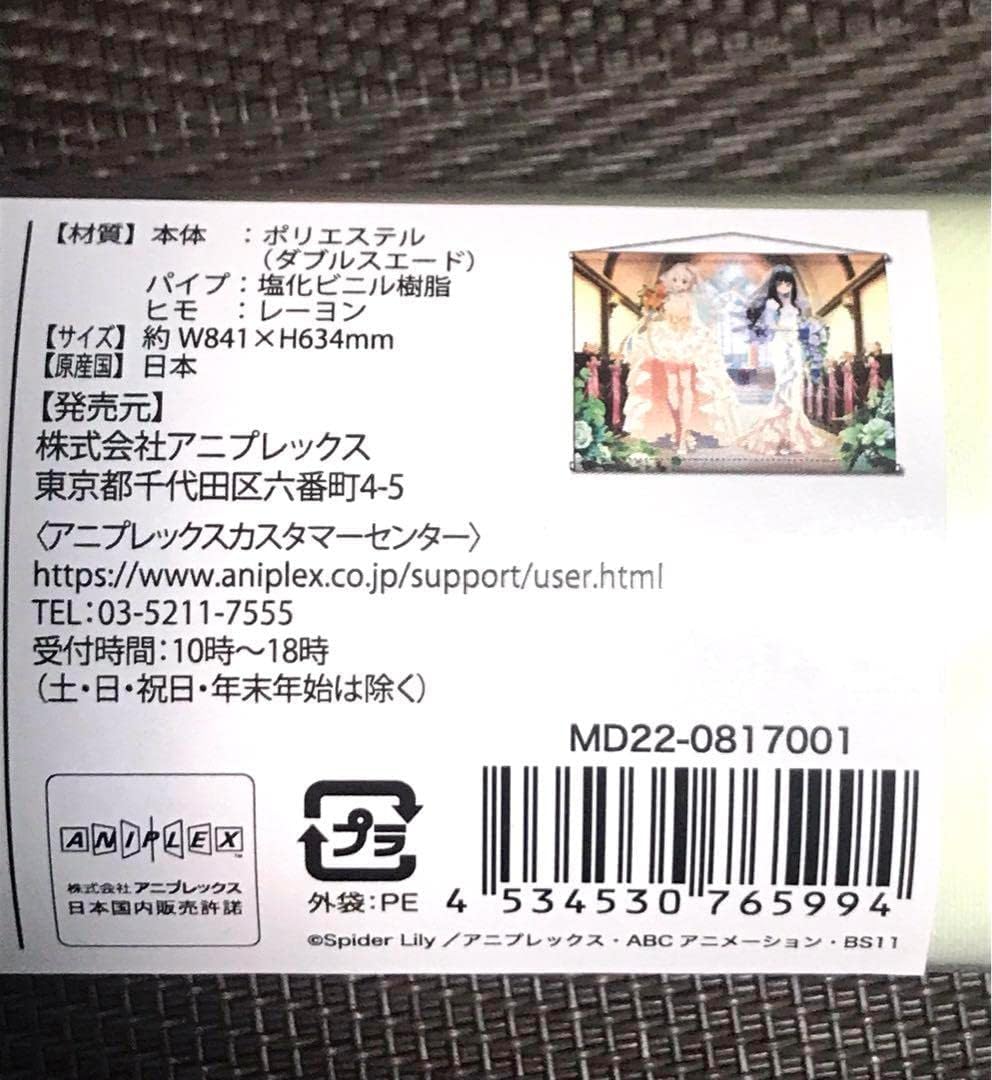 【材質】 本体 : ポリエステル
(ダブルスエード)
パイプ : 塩化ビニル樹脂
ヒモ : レーヨン
【サイズ】 約 W841×H634mm
【原産国】 日本
【発売元】
株式会社アニプレックス
東京都千代田区六番町4-5
〈アニプレックスカスタマーセンター〉
https://www.aniplex.co.jp/support/user.html
TEL:03-5211-7555
受付時間:10時〜18時
(土・日・祝日・年末年始は除く)
MD22-0817001
ANIPLEX
株式会社 アニプレックス
日本国内販売許諾
プラ
外袋:PE
4 534530 765994
©Spider Lily/アニプレックス・ABCアニメーション・BS11